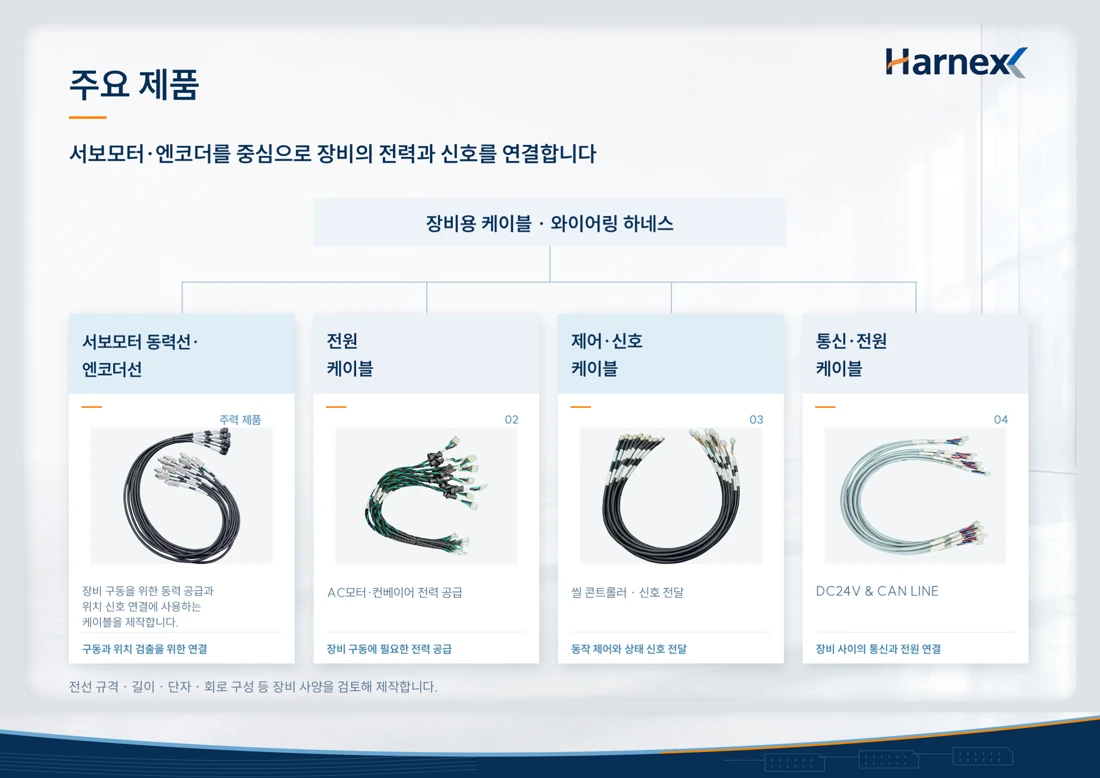 주요 제품
Harnex
서보모터·엔코더를 중심으로 장비의 전력과 신호를 연결합니다
장비용 케이블 · 와이어링 하네스
서보모터 동력선·
엔코더선
주력 제품
장비 구동을 위한 동력 공급과
위치 신호 연결에 사용하는
케이블을 제작합니다.
구동과 위치 검출을 위한 연결
전원
케이블
02
AC모터·컨베이어 전력 공급
장비 구동에 필요한 전력 공급
제어·신호
케이블
03
씰 콘트롤러 · 신호 전달
동작 제어와 상태 신호 전달
통신·전원
케이블
04
DC24V & CAN LINE
장비 사이의 통신과 전원 연결
전선 규격 · 길이 · 단자 · 회로 구성 등 장비 사양을 검토해 제작합니다.